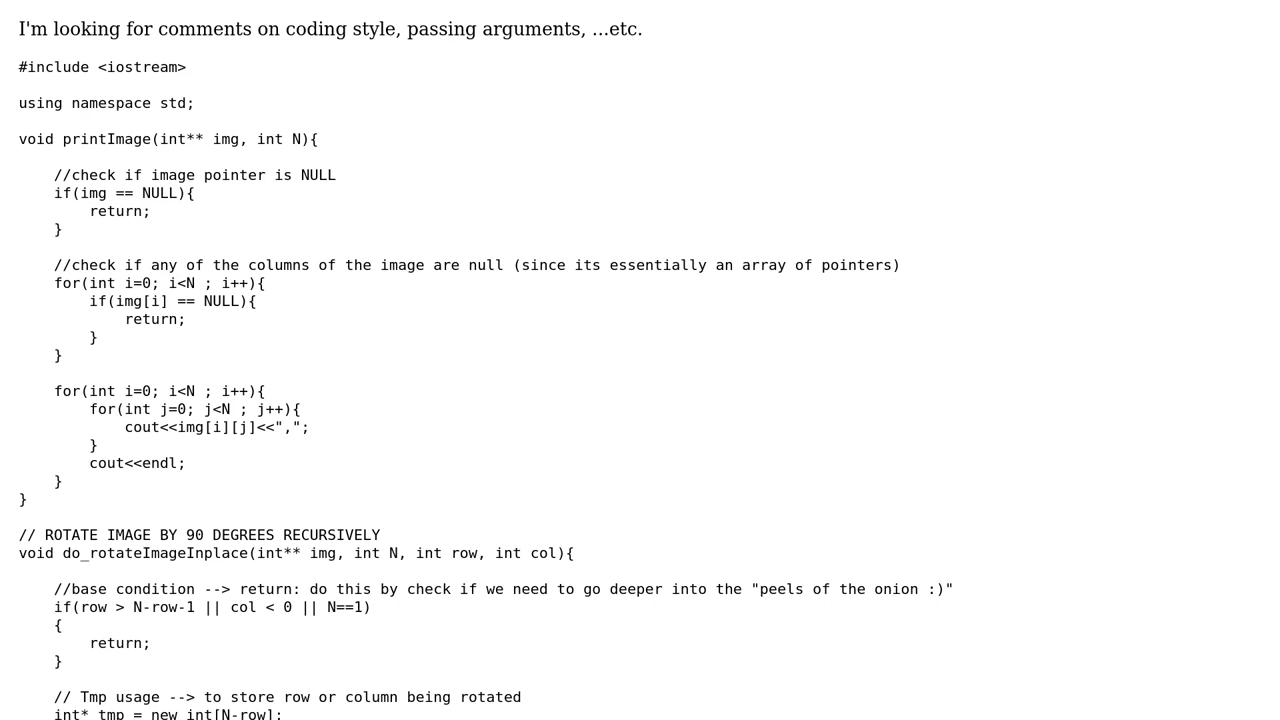 I'm looking for comments on coding style, passing arguments, ...etc.
#include <iostream>
using namespace std;
void printImage(int** img, int N){
    //check if image pointer is NULL
    if(img == NULL){
        return;
    }
    //check if any of the columns of the image are null (since its essentially an array of pointers)
    for(int i=0; i<N ; i++){
        if(img[i] == NULL){
            return;
        }
    }
    for(int i=0; i<N ; i++){
        for(int j=0; j<N ; j++){
            cout<<img[i][j]<<",";
        }
        cout<<endl;
    }
}
// ROTATE IMAGE BY 90 DEGREES RECURSIVELY
void do_rotateImageInplace(int** img, int N, int row, int col){
    //base condition --> return: do this by check if we need to go deeper into the "peels of the onion :)"
    if(row > N-row-1 || col < 0 || N==1)
    {
        return;
    }
    // Tmp usage --> to store row or column being rotated
    int* tmp = new int[N-row];